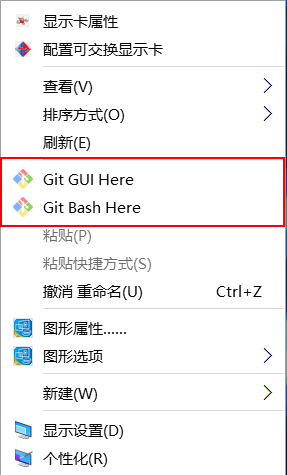 显示卡属性
配置可交换显示卡
查看(V)
排序方式(O)
刷新(E)
Git GUI Here
Git Bash Here
粘贴(P)
粘贴快捷方式(S)
撤消 重命名(U) Ctrl+Z
图形属性......
图形选项
新建(W)
显示设置(D)
个性化(R)